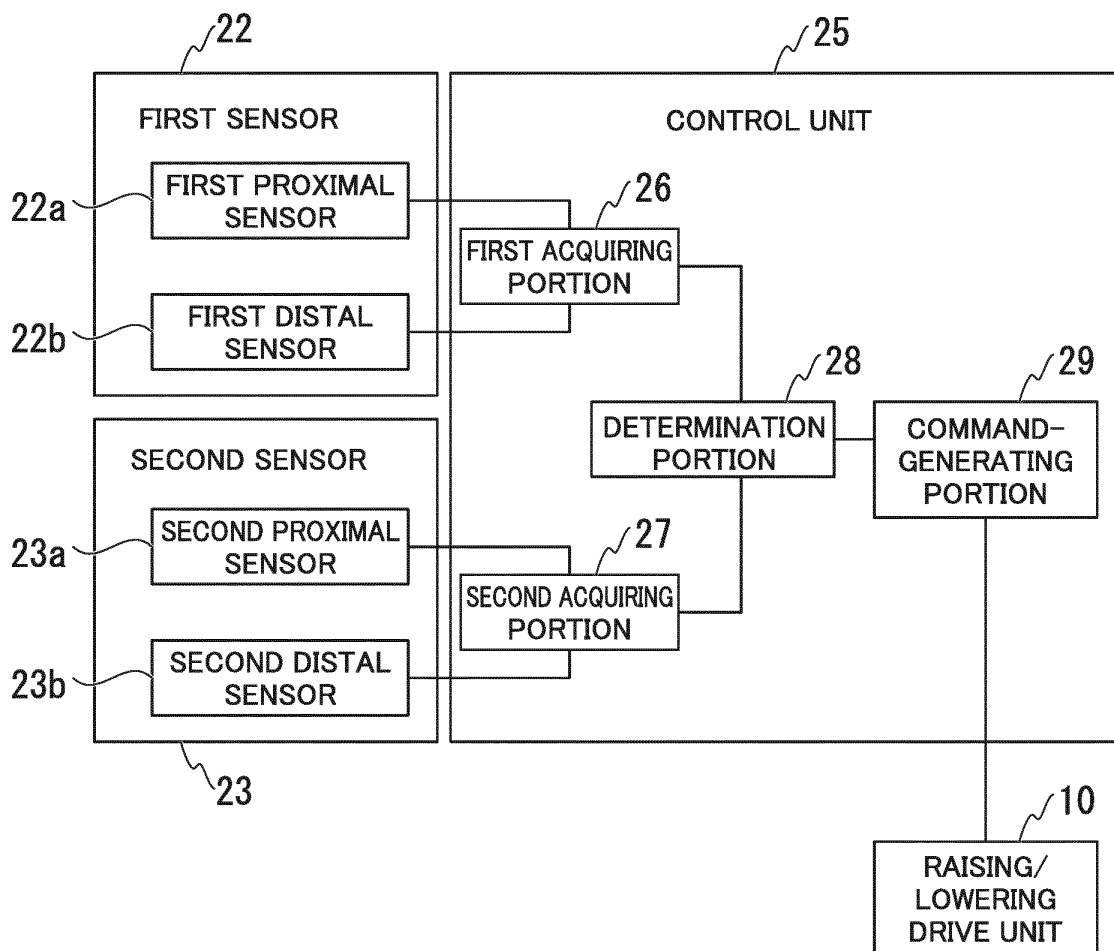 22
25
FIRST SENSOR
CONTROL UNIT
22a
FIRST PROXIMAL
SENSOR
26
FIRST ACQUIRING
PORTION
22b
FIRST DISTAL
SENSOR
28
29
DETERMINATION
PORTION
COMMAND-
GENERATING
PORTION
SECOND SENSOR
23a
SECOND PROXIMAL
SENSOR
27
SECOND ACQUIRING
PORTION
23b
SECOND DISTAL
SENSOR
23
10
RAISING/
LOWERING
DRIVE UNIT